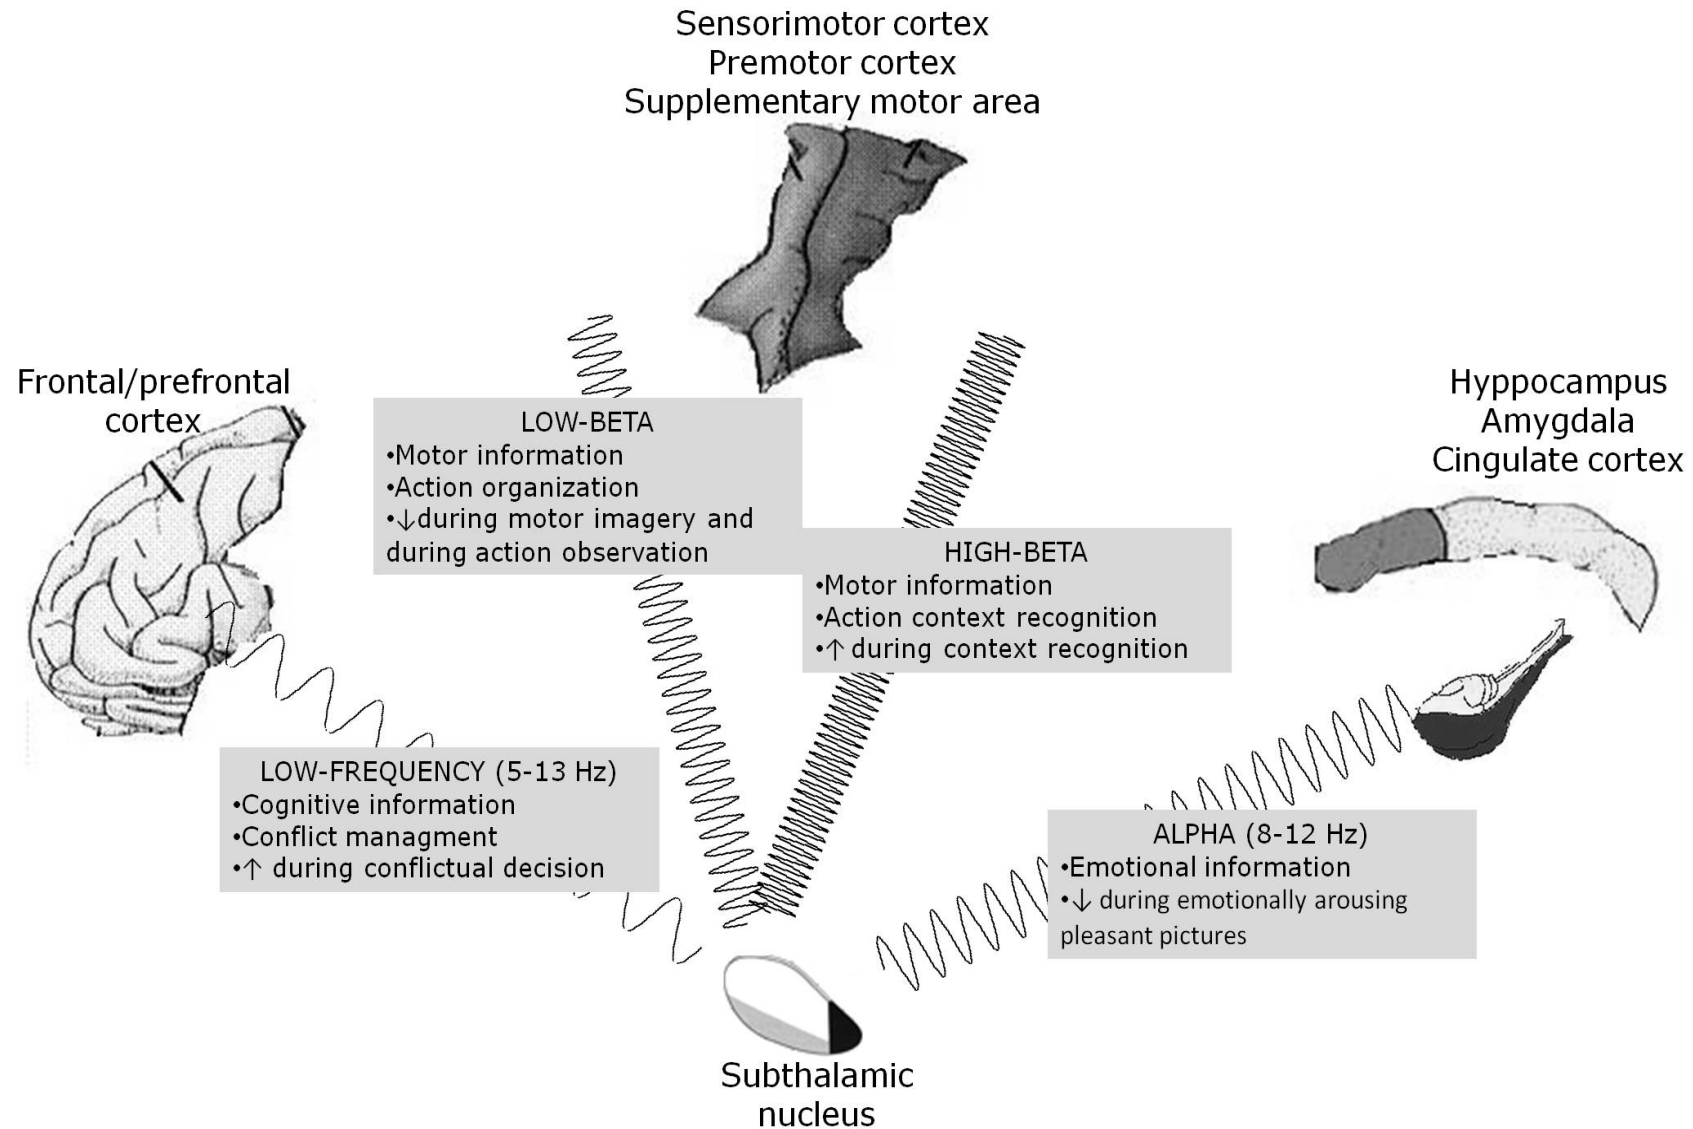 Sensorimotor cortex
Premotor cortex
Supplementary motor area
Frontal/prefrontal
cortex
LOW-BETA
•Motor information
•Action organization
•↓during motor imagery and
during action observation
HIGH-BETA
•Motor information
•Action context recognition
•↑ during context recognition
Hyppocampus
Amygdala
Cingulate cortex
LOW-FREQUENCY (5-13 Hz)
•Cognitive information
•Conflict managment
•↑ during conflictual decision
ALPHA (8-12 Hz)
•Emotional information
•↓ during emotionally arousing
pleasant pictures
Subthalamic
nucleus